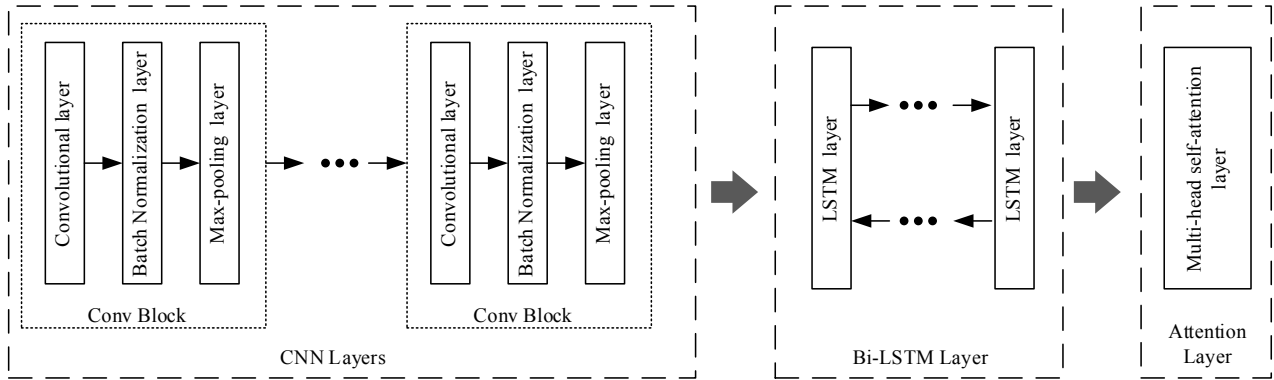 Convolutional layer
Batch Normalization layer
Max-pooling layer
Conv Block
Convolutional layer
Batch Normalization layer
Max-pooling layer
Conv Block
CNN Layers
LSTM layer
LSTM layer
Bi-LSTM Layer
Multi-head self-attention
layer
Attention
Layer